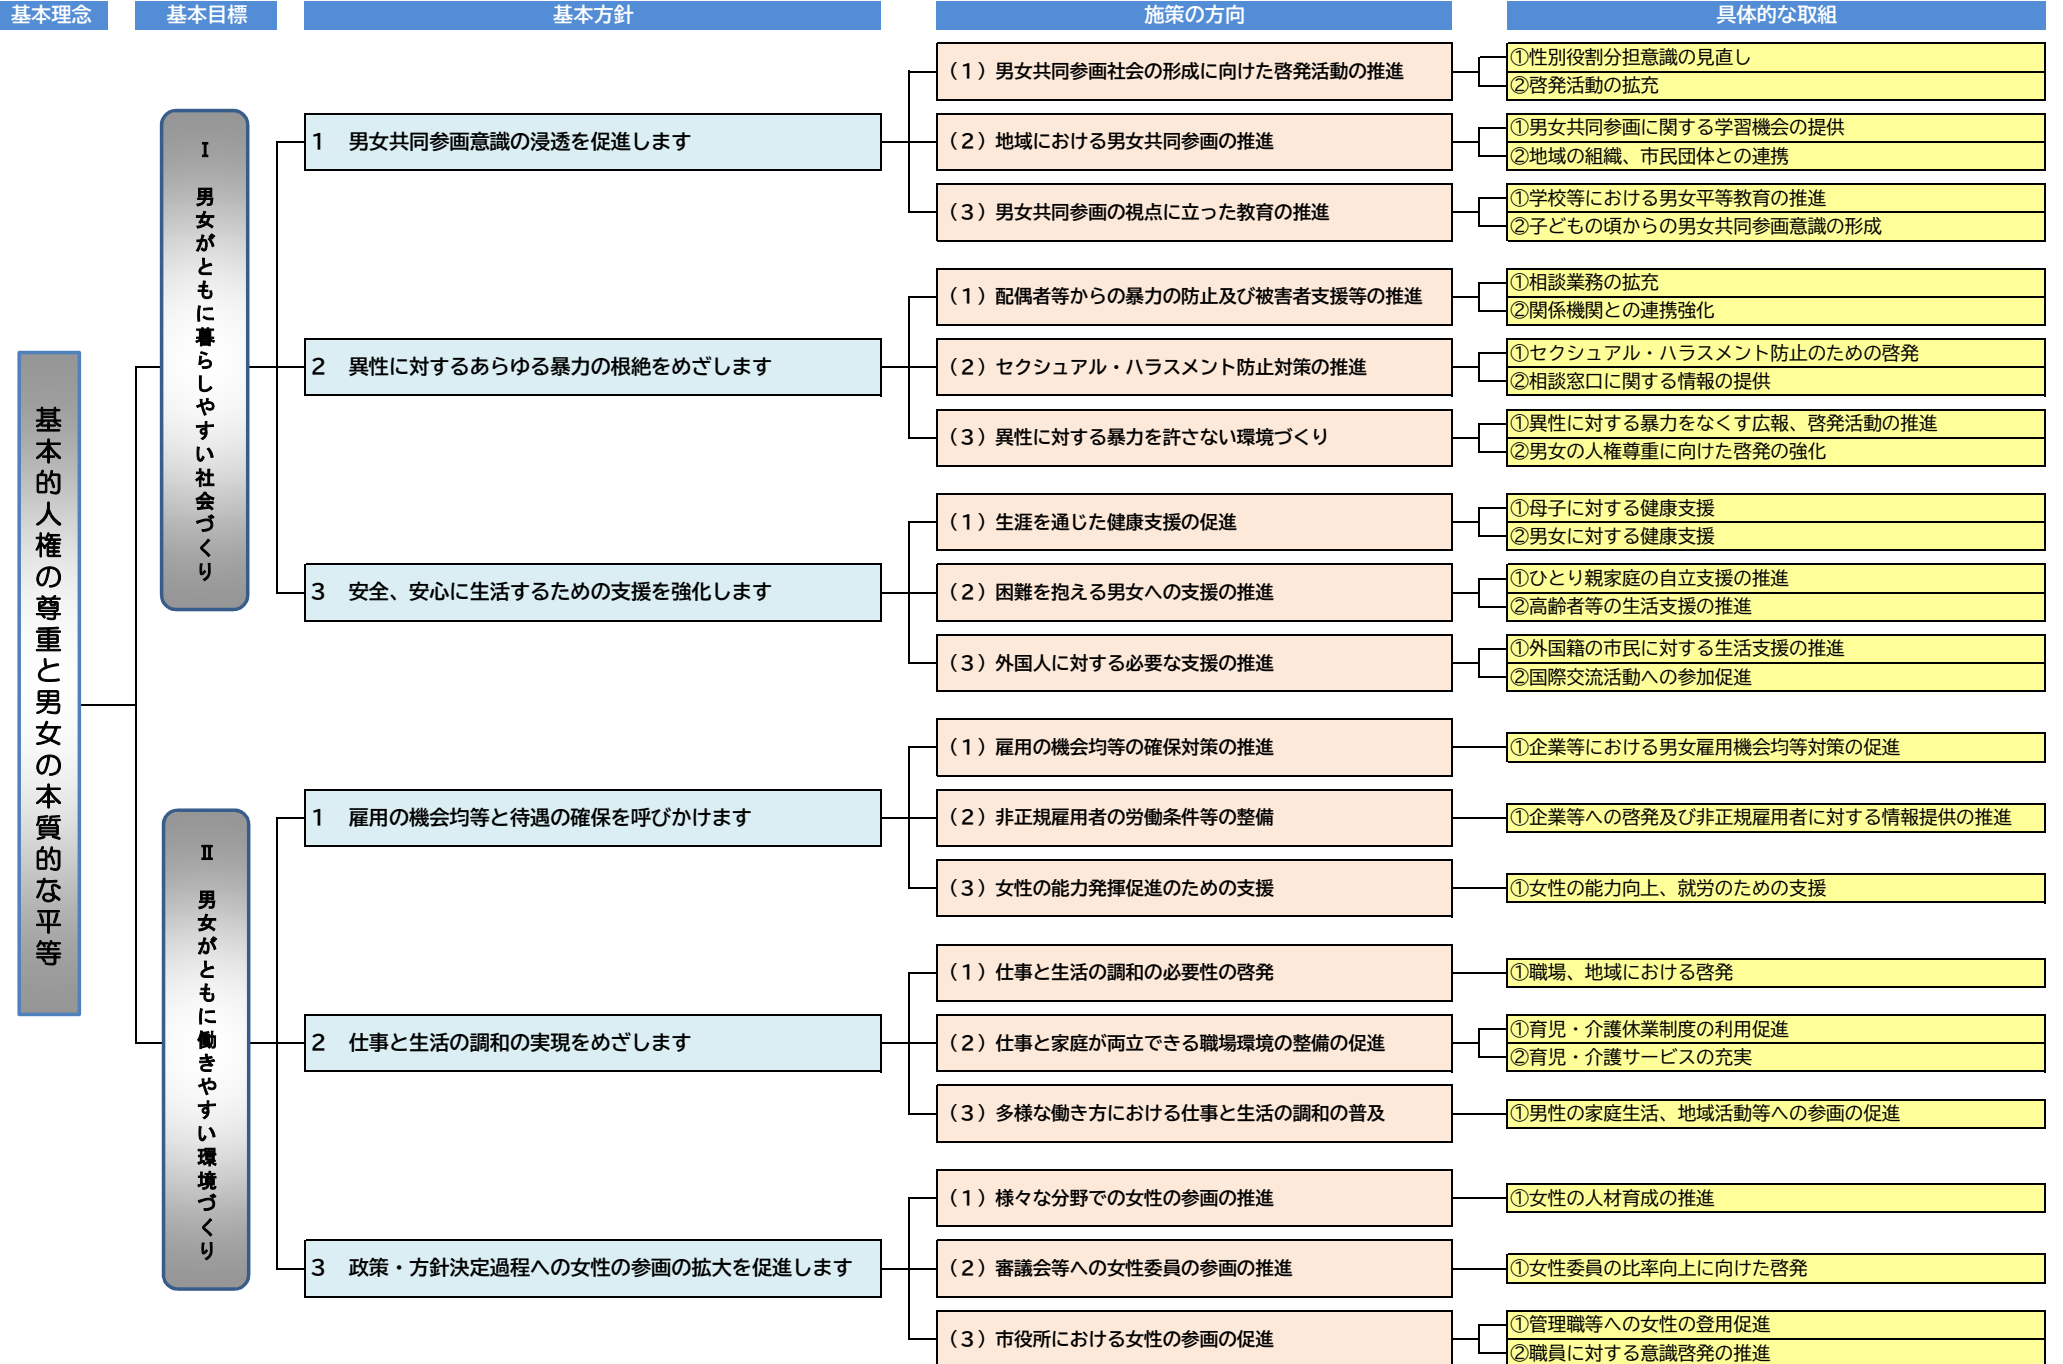 基本理念
基本目標
基本方針
施策の方向
具体的な取組
基本的人権の尊重と男女の本質的な平等
Ⅰ 男女がともに暮らしやすい社会づくり
1 男女共同参画意識の浸透を促進します
（1）男女共同参画社会の形成に向けた啓発活動の推進
①性別役割分担意識の見直し
②啓発活動の拡充
（2）地域における男女共同参画の推進
①男女共同参画に関する学習機会の提供
②地域の組織、市民団体との連携
（3）男女共同参画の視点に立った教育の推進
①学校等における男女平等教育の推進
②子どもの頃からの男女共同参画意識の形成
2 異性に対するあらゆる暴力の根絶をめざします
（1）配偶者等からの暴力の防止及び被害者支援等の推進
①相談業務の拡充
②関係機関との連携強化
（2）セクシュアル・ハラスメント防止対策の推進
①セクシュアル・ハラスメント防止のための啓発
②相談窓口に関する情報の提供
（3）異性に対する暴力を許さない環境づくり
①異性に対する暴力をなくす広報、啓発活動の推進
②男女の人権尊重に向けた啓発の強化
3 安全、安心に生活するための支援を強化します
（1）生涯を通じた健康支援の促進
①母子に対する健康支援
②男女に対する健康支援
（2）困難を抱える男女への支援の推進
①ひとり親家庭の自立支援の推進
②高齢者等の生活支援の推進
（3）外国人に対する必要な支援の推進
①外国籍の市民に対する生活支援の推進
②国際交流活動への参加促進
Ⅱ 男女がともに働きやすい環境づくり
1 雇用の機会均等と待遇の確保を呼びかけます
（1）雇用の機会均等の確保対策の推進
①企業等における男女雇用機会均等対策の促進
（2）非正規雇用者の労働条件等の整備
①企業等への啓発及び非正規雇用者に対する情報提供の推進
（3）女性の能力発揮促進のための支援
①女性の能力向上、就労のための支援
2 仕事と生活の調和の実現をめざします
（1）仕事と生活の調和の必要性の啓発
①職場、地域における啓発
（2）仕事と家庭が両立できる職場環境の整備の促進
①育児・介護休業制度の利用促進
②育児・介護サービスの充実
（3）多様な働き方における仕事と生活の調和の普及
①男性の家庭生活、地域活動等への参画の促進
3 政策・方針決定過程への女性の参画の拡大を促進します
（1）様々な分野での女性の参画の推進
①女性の人材育成の推進
（2）審議会等への女性委員の参画の推進
①女性委員の比率向上に向けた啓発
（3）市役所における女性の参画の促進
①管理職等への女性の登用促進
②職員に対する意識啓発の推進